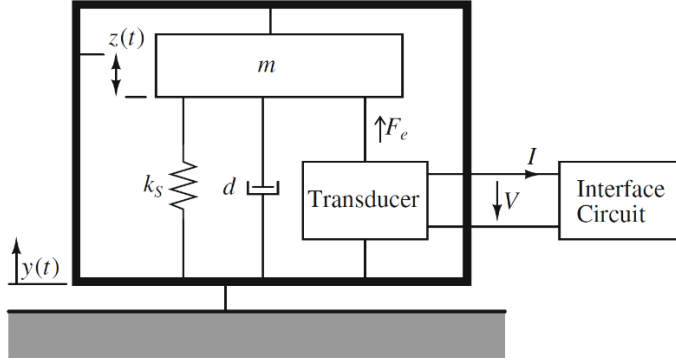 z(t)
m
F_e
k_S
d
Transducer
I
V
Interface
Circuit
y(t)